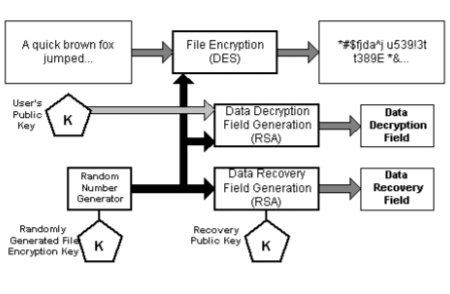 A quick brown fox
jumped...
File Encryption
(DES)
*#$fjda^j u539!3t
t389E *&...
User's
Public
Key
K
Data Decryption
Field Generation
(RSA)
Data
Decryption
Field
Random
Number
Generator
Data Recovery
Field Generation
(RSA)
Data
Recovery
Field
Randomly
Generated File
Encryption Key
K
Recovery
Public Key
K